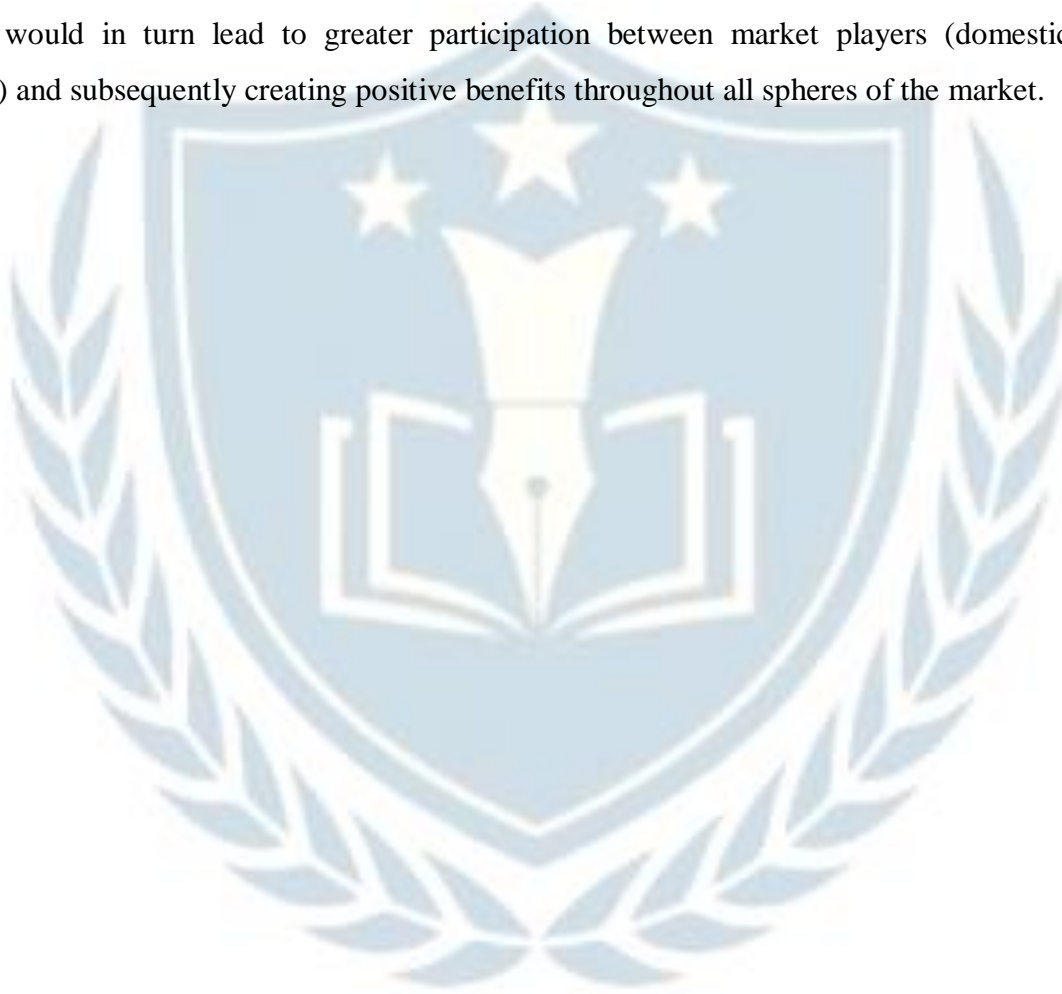 would in turn lead to greater participation between market players (domestic
) and subsequently creating positive benefits throughout all spheres of the market.